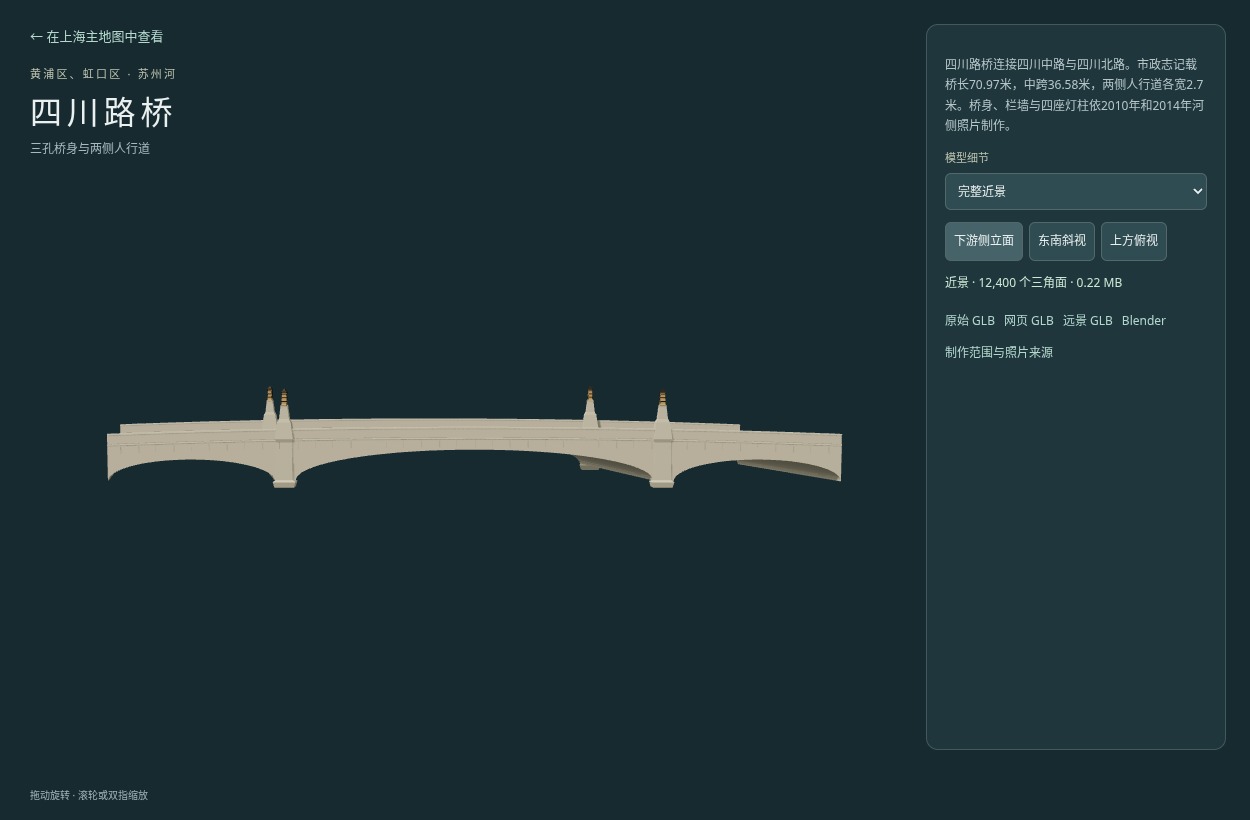 ← 在上海主地图中查看
黄浦区、虹口区 · 苏州河
四川路桥
三孔桥身与两侧人行道
四川路桥连接四川中路与四川北路。市政志记载
桥长70.97米，中跨36.58米，两侧人行道各宽2.7
米。桥身、栏墙与四座灯柱依2010年和2014年河
侧照片制作。
模型细节
完整近景
下游侧立面 东南斜视 上方俯视
近景 · 12,400 个三角面 · 0.22 MB
原始 GLB 网页 GLB 远景 GLB Blender
制作范围与照片来源
拖动旋转 · 滚轮或双指缩放